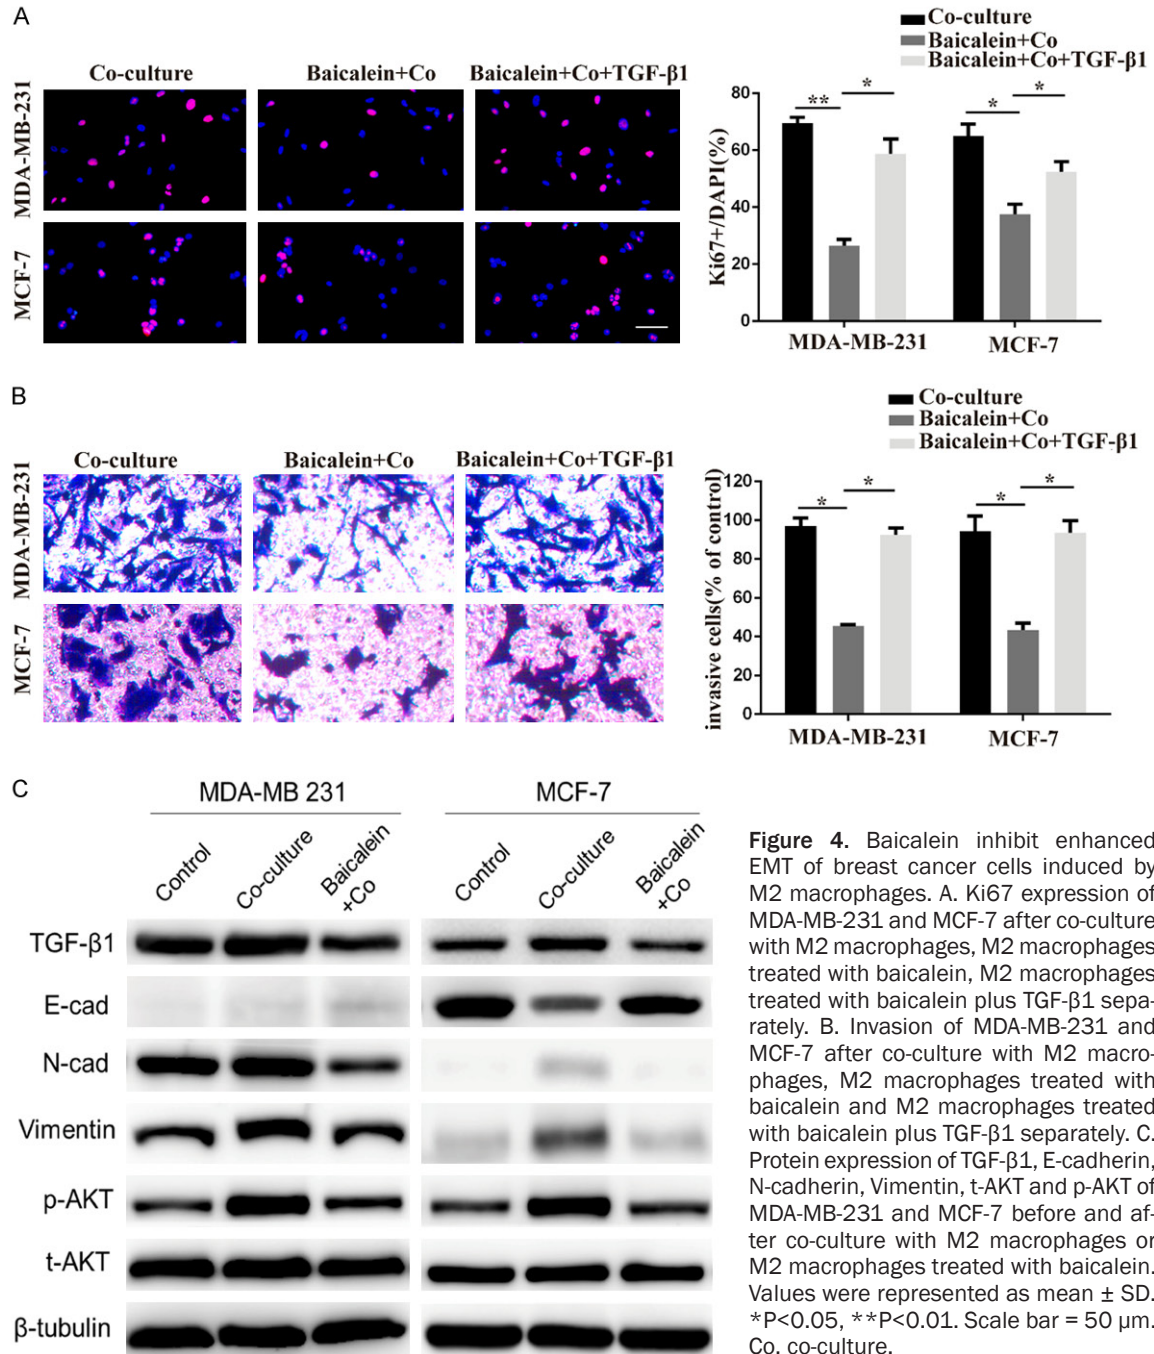 A
Co-culture
Baicalein+Co
Baicalein+Co+TGF-β1
Co-culture
Baicalein+Co
Baicalein+Co+TGF-β1
MDA-MB-231
MCF-7
Ki67+/DAPI(%)
80
60
40
20
0
** * * *
MDA-MB-231
MCF-7
B
Co-culture
Baicalein+Co
Baicalein+Co+TGF-β1
Co-culture
Baicalein+Co
Baicalein+Co+TGF-β1
MDA-MB-231
MCF-7
invasive cells(% of control)
120
100
80
60
40
20
0
* * * *
MDA-MB-231
MCF-7
C
MDA-MB 231
MCF-7
Control
Co-culture
Baicalein
+Co
Control
Co-culture
Baicalein
+Co
TGF-β1
E-cad
N-cad
Vimentin
p-AKT
t-AKT
β-tubulin
Figure 4. Baicalein inhibit enhanced
EMT of breast cancer cells induced by
M2 macrophages. A. Ki67 expression of
MDA-MB-231 and MCF-7 after co-culture
with M2 macrophages, M2 macrophages
treated with baicalein, M2 macrophages
treated with baicalein plus TGF-β1 sepa-
rately. B. Invasion of MDA-MB-231 and
MCF-7 after co-culture with M2 macro-
phages, M2 macrophages treated with
baicalein and M2 macrophages treated
with baicalein plus TGF-β1 separately. C.
Protein expression of TGF-β1, E-cadherin,
N-cadherin, Vimentin, t-AKT and p-AKT of
MDA-MB-231 and MCF-7 before and af-
ter co-culture with M2 macrophages or
M2 macrophages treated with baicalein.
Values were represented as mean ± SD.
*P<0.05, **P<0.01. Scale bar = 50 µm.
Co, co-culture.